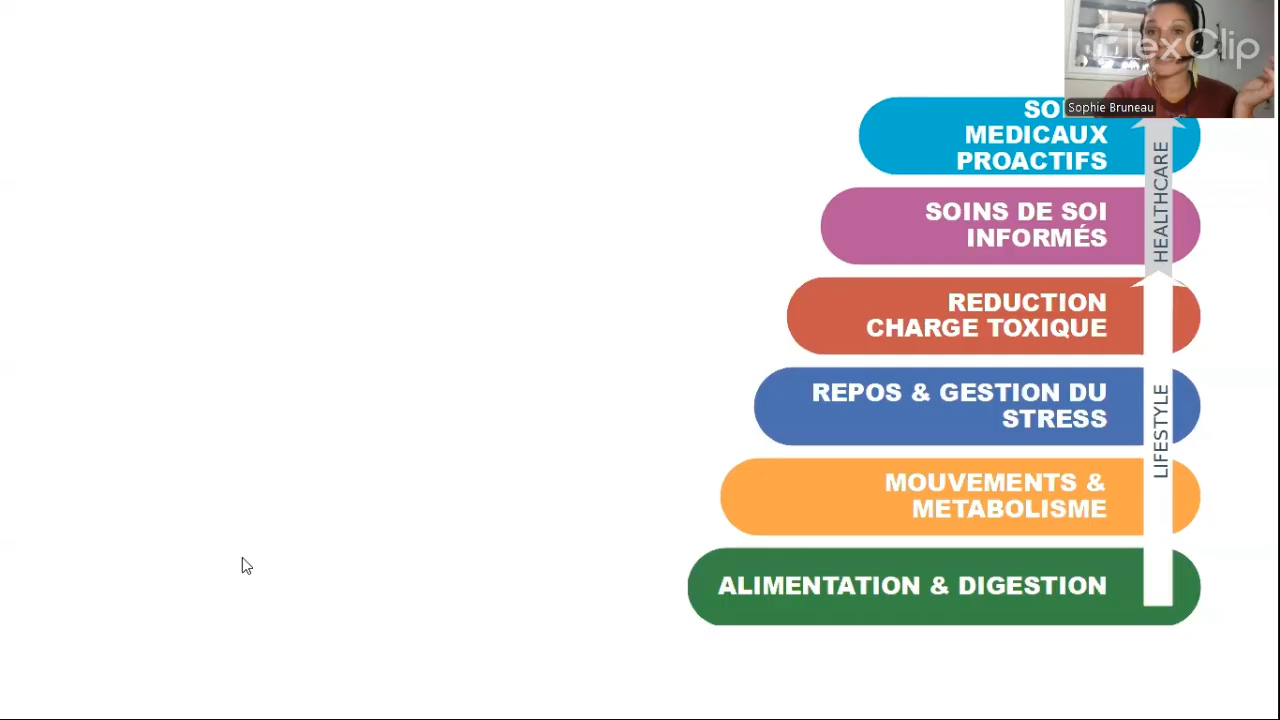 FlexClip
Sophie Bruneau
MEDICAUX
PROACTIFS
SOINS DE SOI
INFORMÉS
REDUCTION
CHARGE TOXIQUE
REPOS & GESTION DU
STRESS
MOUVEMENTS &
METABOLISME
ALIMENTATION & DIGESTION
HEALTHCARE
LIFESTYLE